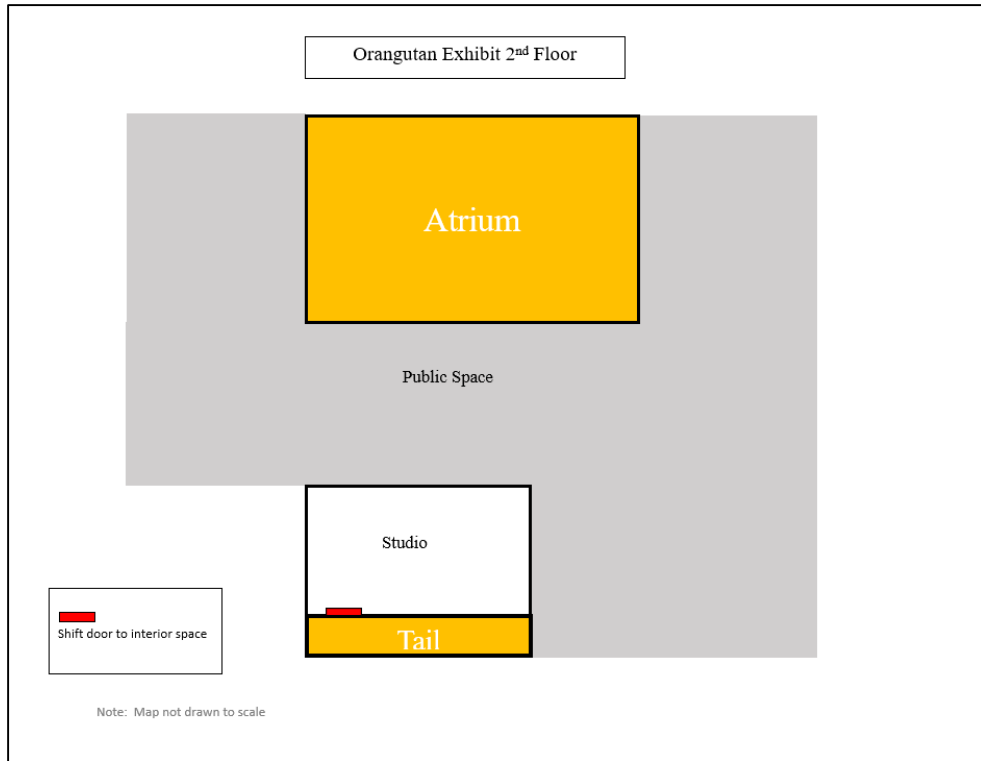 Orangutan Exhibit 2nd Floor
Atrium
Public Space
Studio
Shift door to interior space
Tail
Note: Map not drawn to scale